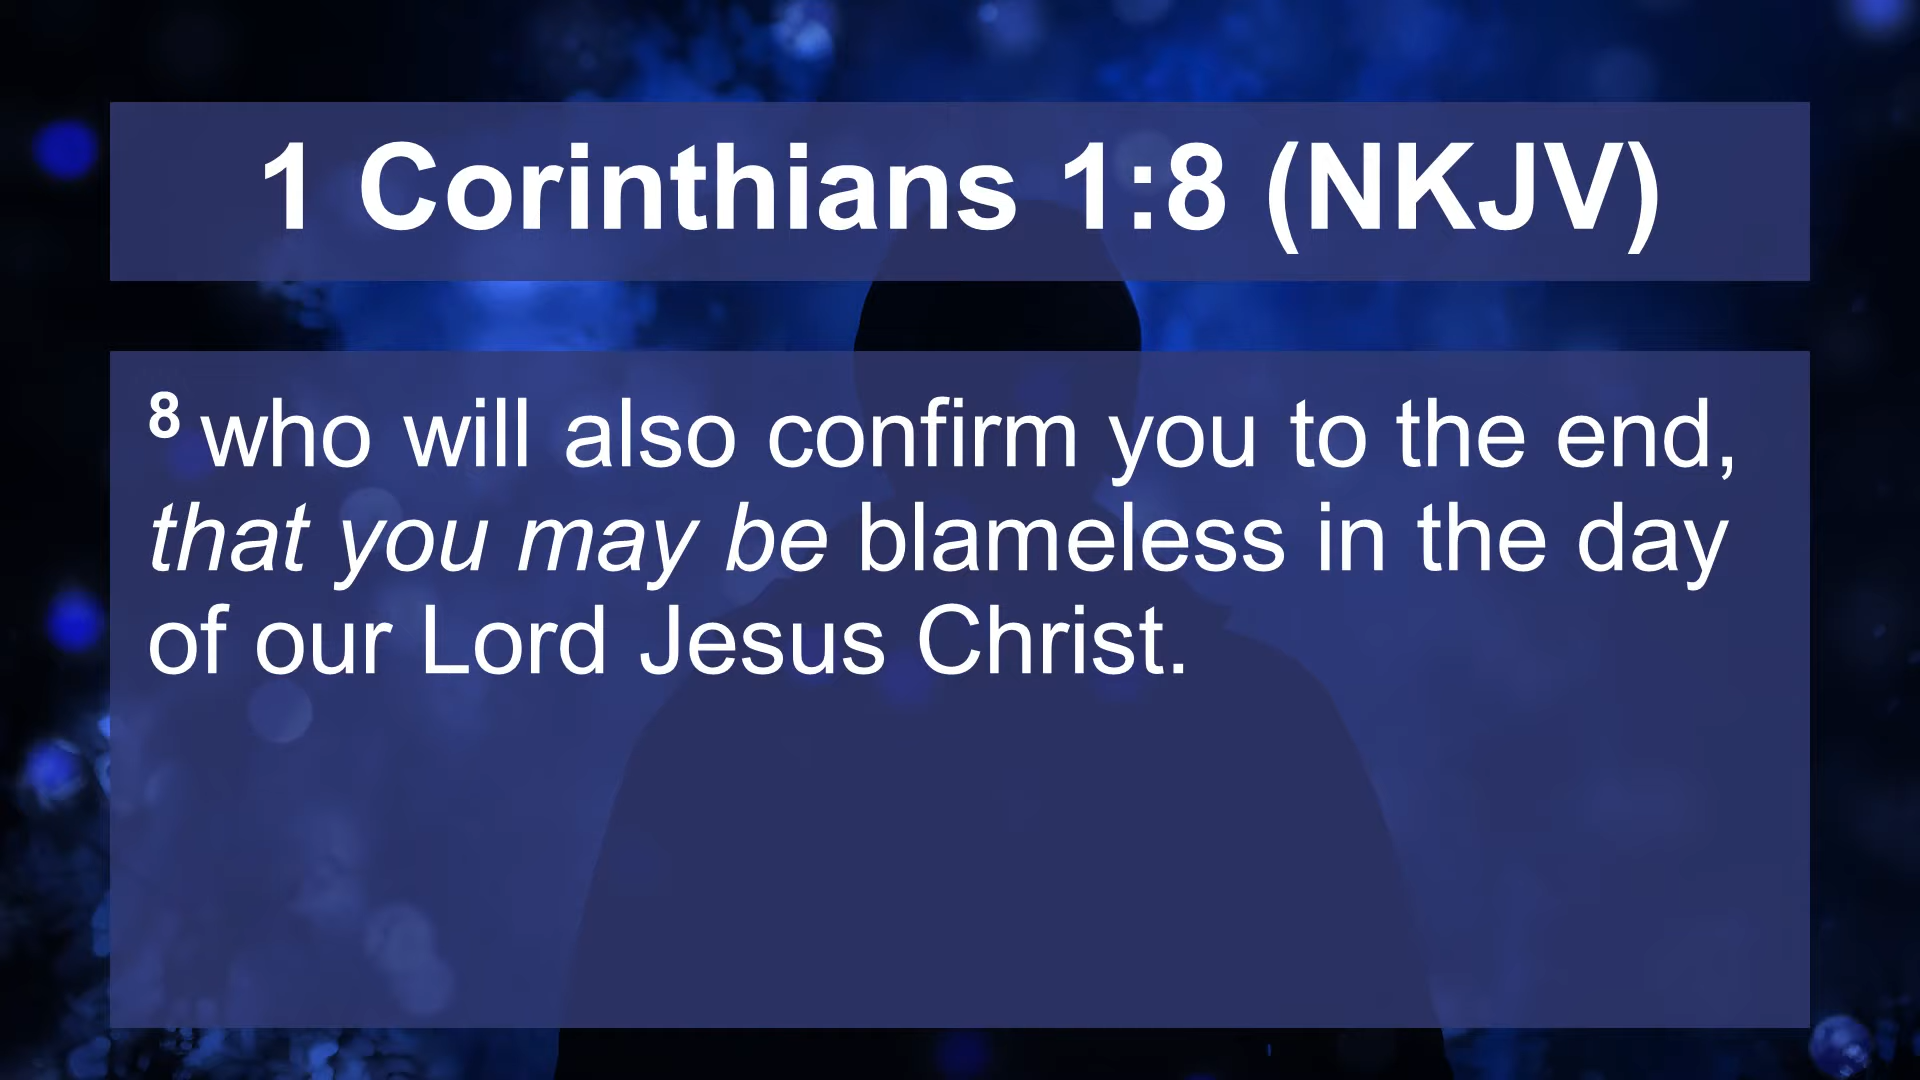 1 Corinthians 1:8 (NKJV)
8 who will also confirm you to the end,
that you may be blameless in the day
of our Lord Jesus Christ.